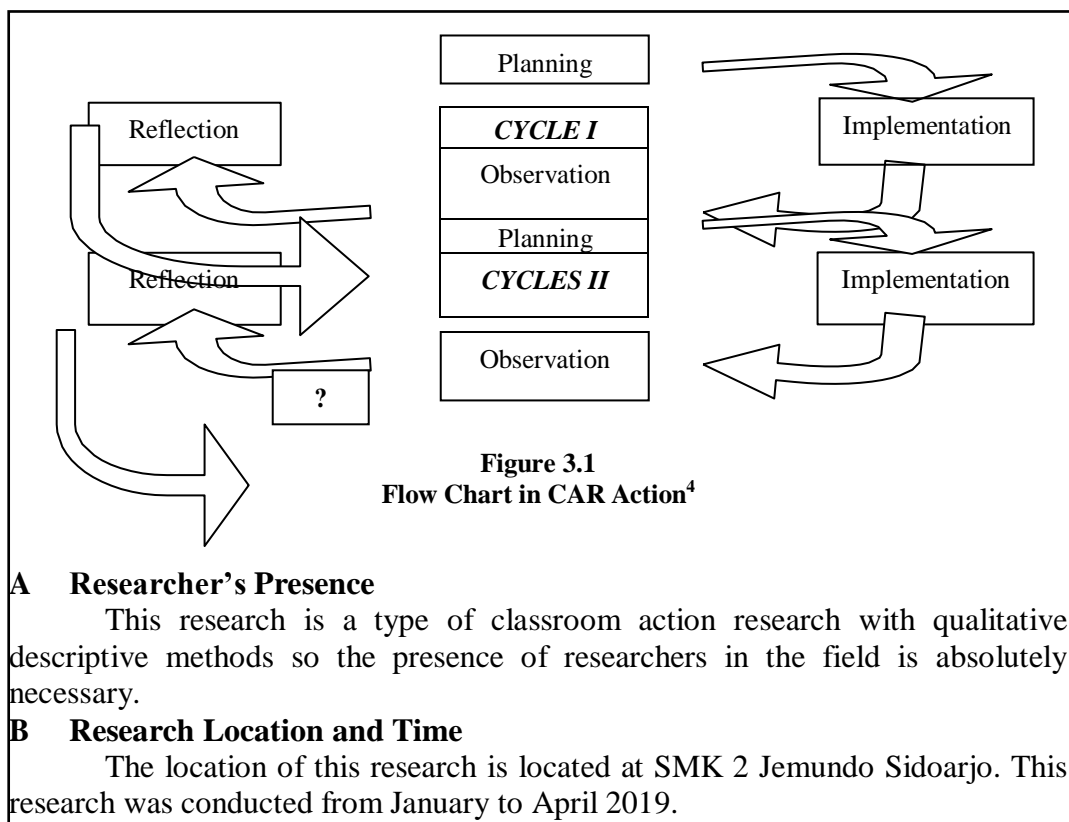 Planning
Reflection
CYCLE I
Implementation
Observation
Planning
Reflection
CYCLES II
Implementation
Observation
?
Figure 3.1
Flow Chart in CAR Action⁴
A Researcher’s Presence
This research is a type of classroom action research with qualitative
descriptive methods so the presence of researchers in the field is absolutely
necessary.
B Research Location and Time
The location of this research is located at SMK 2 Jemundo Sidoarjo. This
research was conducted from January to April 2019.